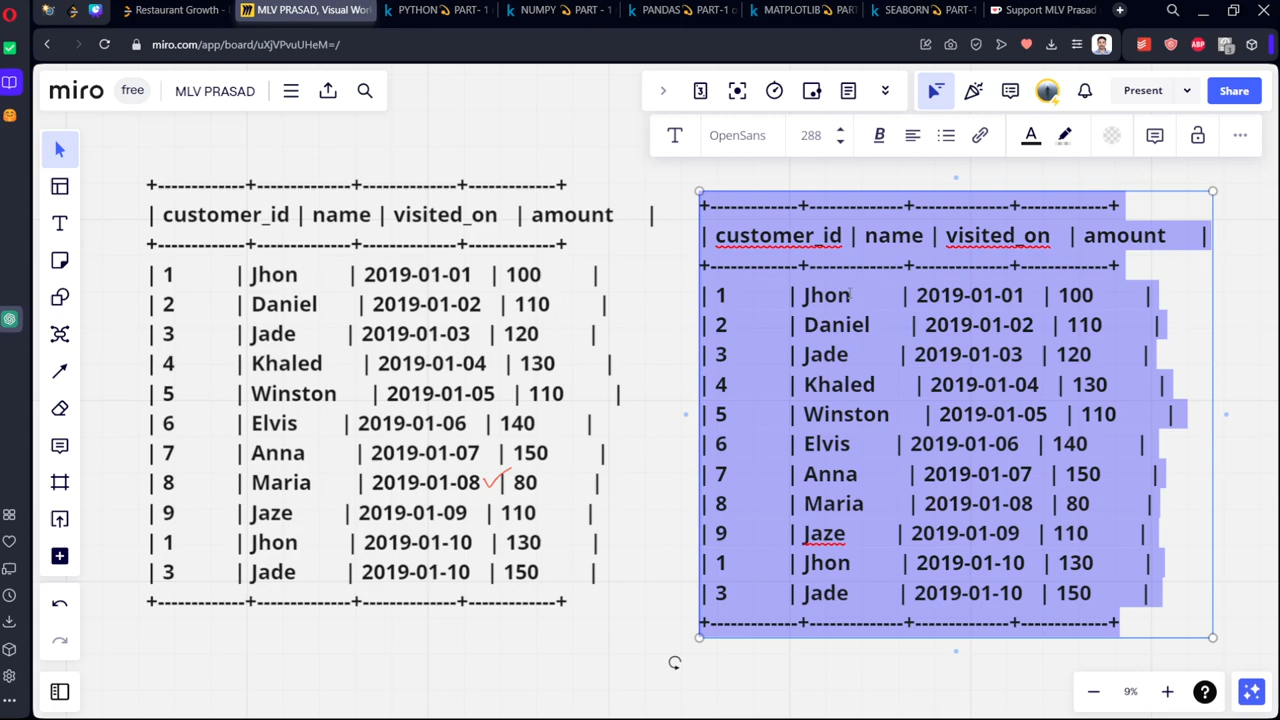 Restaurant Growth -
MLV PRASAD, Visual Work
PYTHON PART- 1
NUMPY PART - 1
PANDAS PART-1 o
MATPLOTLIB PART
SEABORN PART-1
Support MLV Prasad
miro.com/app/board/uXjVPvuUHeM=/
miro free MLV PRASAD
Present
Share
OpenSans 288
+-------------+--------------+--------------+-------------+
| customer_id | name | visited_on | amount |
+-------------+--------------+--------------+-------------+
| 1 | Jhon | 2019-01-01 | 100 |
| 2 | Daniel | 2019-01-02 | 110 |
| 3 | Jade | 2019-01-03 | 120 |
| 4 | Khaled | 2019-01-04 | 130 |
| 5 | Winston | 2019-01-05 | 110 |
| 6 | Elvis | 2019-01-06 | 140 |
| 7 | Anna | 2019-01-07 | 150 |
| 8 | Maria | 2019-01-08 | 80 |
| 9 | Jaze | 2019-01-09 | 110 |
| 1 | Jhon | 2019-01-10 | 130 |
| 3 | Jade | 2019-01-10 | 150 |
+-------------+--------------+--------------+-------------+
+-------------+--------------+--------------+-------------+
| customer_id | name | visited_on | amount |
+-------------+--------------+--------------+-------------+
| 1 | Jhon | 2019-01-01 | 100 |
| 2 | Daniel | 2019-01-02 | 110 |
| 3 | Jade | 2019-01-03 | 120 |
| 4 | Khaled | 2019-01-04 | 130 |
| 5 | Winston | 2019-01-05 | 110 |
| 6 | Elvis | 2019-01-06 | 140 |
| 7 | Anna | 2019-01-07 | 150 |
| 8 | Maria | 2019-01-08 | 80 |
| 9 | Jaze | 2019-01-09 | 110 |
| 1 | Jhon | 2019-01-10 | 130 |
| 3 | Jade | 2019-01-10 | 150 |
+-------------+--------------+--------------+-------------+
9%